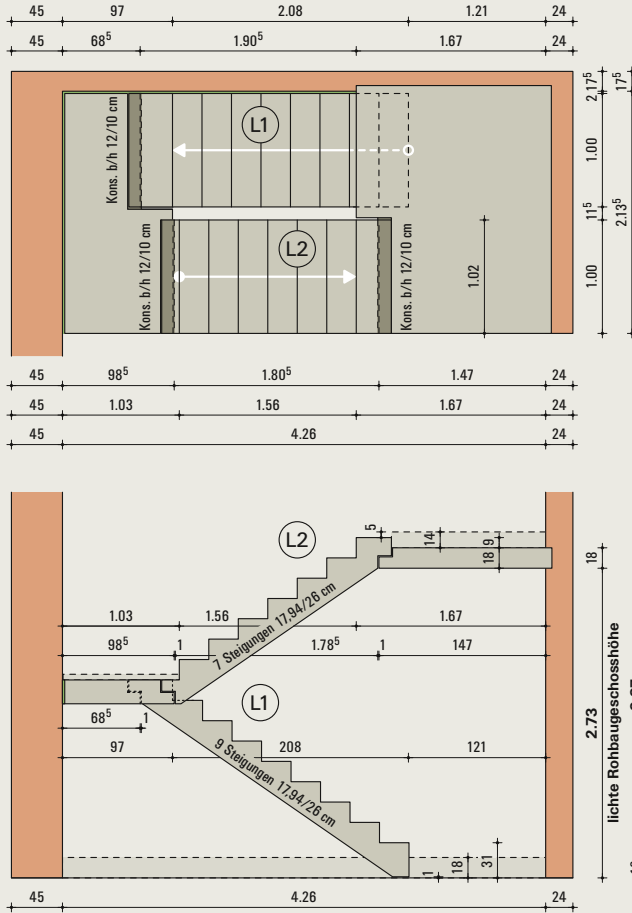 45 97 2.08 1.21 24
45 68⁵ 1.90⁵ 1.67 24
Kons. b/h 12/10 cm
L1
Kons. b/h 12/10 cm
L2
Kons. b/h 12/10 cm
1.02
2.17⁵ 17⁵
1.00
11⁵ 2.13⁵
1.00
45 98⁵ 1.80⁵ 1.47 24
45 1.03 1.56 1.67 24
45 4.26 24
L2
5
14
9
18
18
1.03 1.56 1.67
98⁵ 1 1.78⁵ 1 147
7 Steigungen 17,94/26 cm
L1
68⁵ 1
97 208 121
9 Steigungen 17,94/26 cm
1 18 31
2.73
lichte Rohbaugeschosshöhe
45 4.26 24